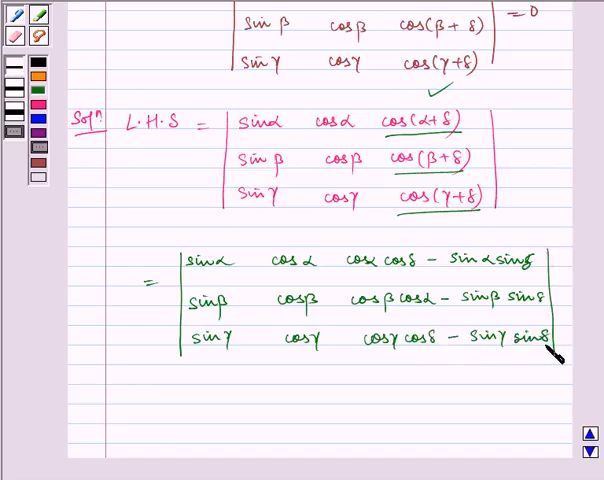 sin β cos β cos(β + δ) = 0
sin γ cos γ cos(γ + δ)
Solⁿ L.H.S = sin α cos α cos(α + δ)
sin β cos β cos(β + δ)
sin γ cos γ cos(γ + δ)
= sin α cos α cos α cos δ − sin α sin δ
sin β cos β cos β cos α − sin β sin δ
sin γ cos γ cos γ cos δ − sin γ sin δ